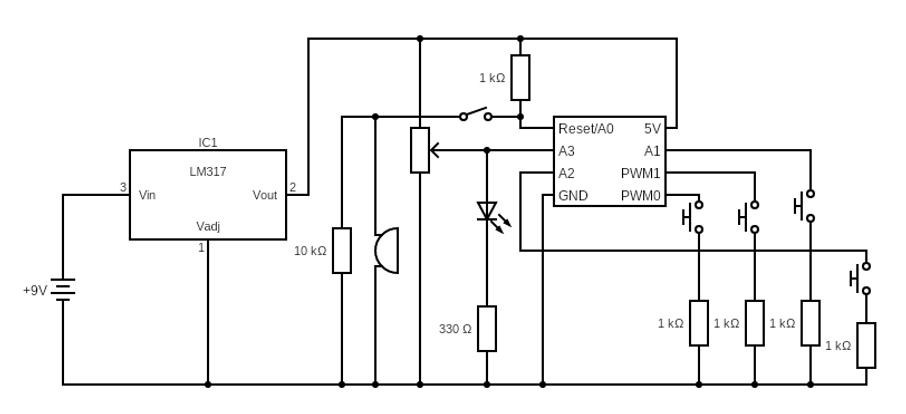 1 kΩ
IC1
LM317
3
Vin
Vout
2
Vadj
1
+9V
10 kΩ
330 Ω
Reset/A0
5V
A3
A1
A2
PWM1
GND
PWM0
1 kΩ
1 kΩ
1 kΩ
1 kΩ